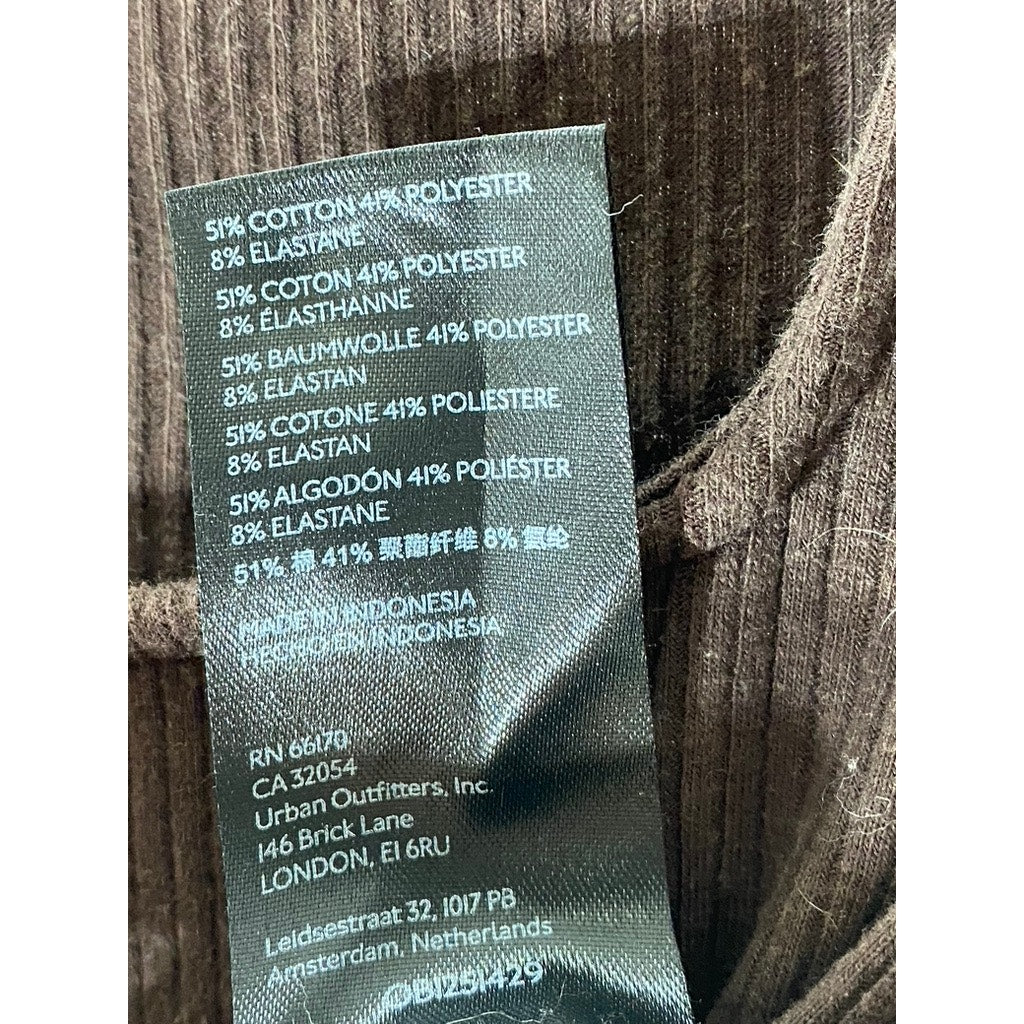 51% COTTON 41% POLYESTER
8% ELASTANE
51% COTON 41% POLYESTER
8% ÉLASTHANNE
51% BAUMWOLLE 41% POLYESTER
8% ELASTAN
51% COTONE 41% POLIESTERE
8% ELASTAN
51% ALGODÓN 41% POLIÉSTER
8% ELASTANE
51% 棉 41% 聚酯纤维 8% 氨纶
MADE IN INDONESIA
HECHO EN INDONESIA
RN 66170
CA 32054
Urban Outfitters, Inc.
146 Brick Lane
LONDON, E1 6RU
Leidsestraat 32, 1017 PB
Amsterdam, Netherlands